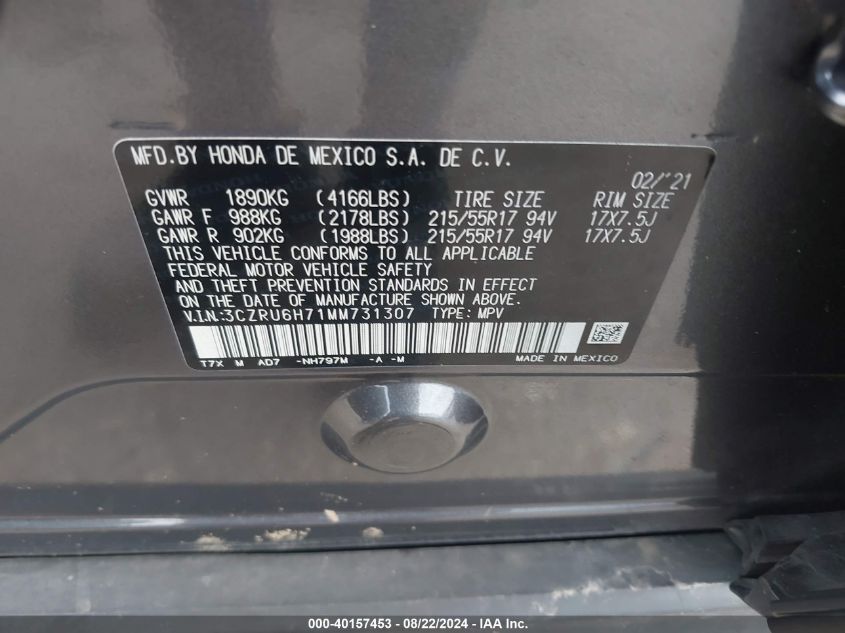 MFD.BY HONDA DE MEXICO S.A. DE C.V.
02/'21
GVWR 1890KG (4166LBS) TIRE SIZE RIM SIZE
GAWR F 988KG (2178LBS) 215/55R17 94V 17X7.5J
GAWR R 902KG (1988LBS) 215/55R17 94V 17X7.5J
THIS VEHICLE CONFORMS TO ALL APPLICABLE
FEDERAL MOTOR VEHICLE SAFETY
AND THEFT PREVENTION STANDARDS IN EFFECT
ON THE DATE OF MANUFACTURE SHOWN ABOVE.
V.I.N:3CZRU6H71MM731307 TYPE: MPV
T7X M AD7 -NH797M -A -M MADE IN MEXICO
000-40157453 - 08/22/2024 - IAA Inc.